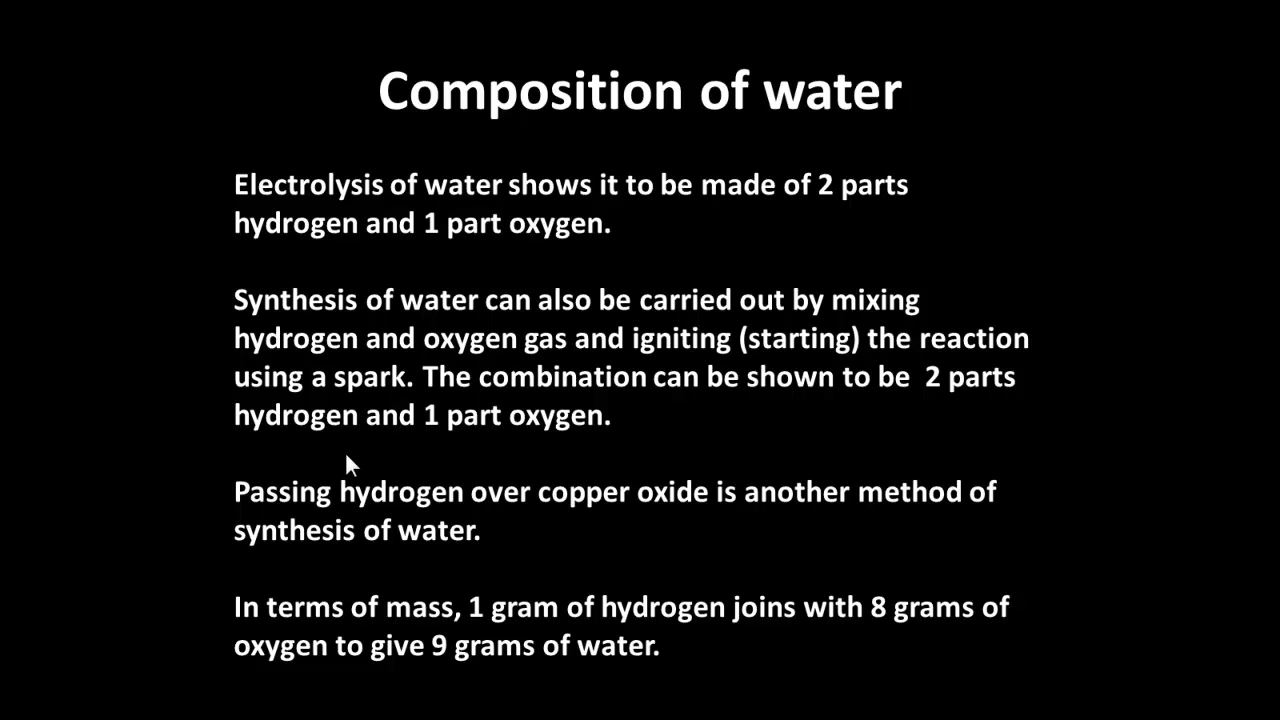 Composition of water
Electrolysis of water shows it to be made of 2 parts
hydrogen and 1 part oxygen.
Synthesis of water can also be carried out by mixing
hydrogen and oxygen gas and igniting (starting) the reaction
using a spark. The combination can be shown to be  2 parts
hydrogen and 1 part oxygen.
Passing hydrogen over copper oxide is another method of
synthesis of water.
In terms of mass, 1 gram of hydrogen joins with 8 grams of
oxygen to give 9 grams of water.